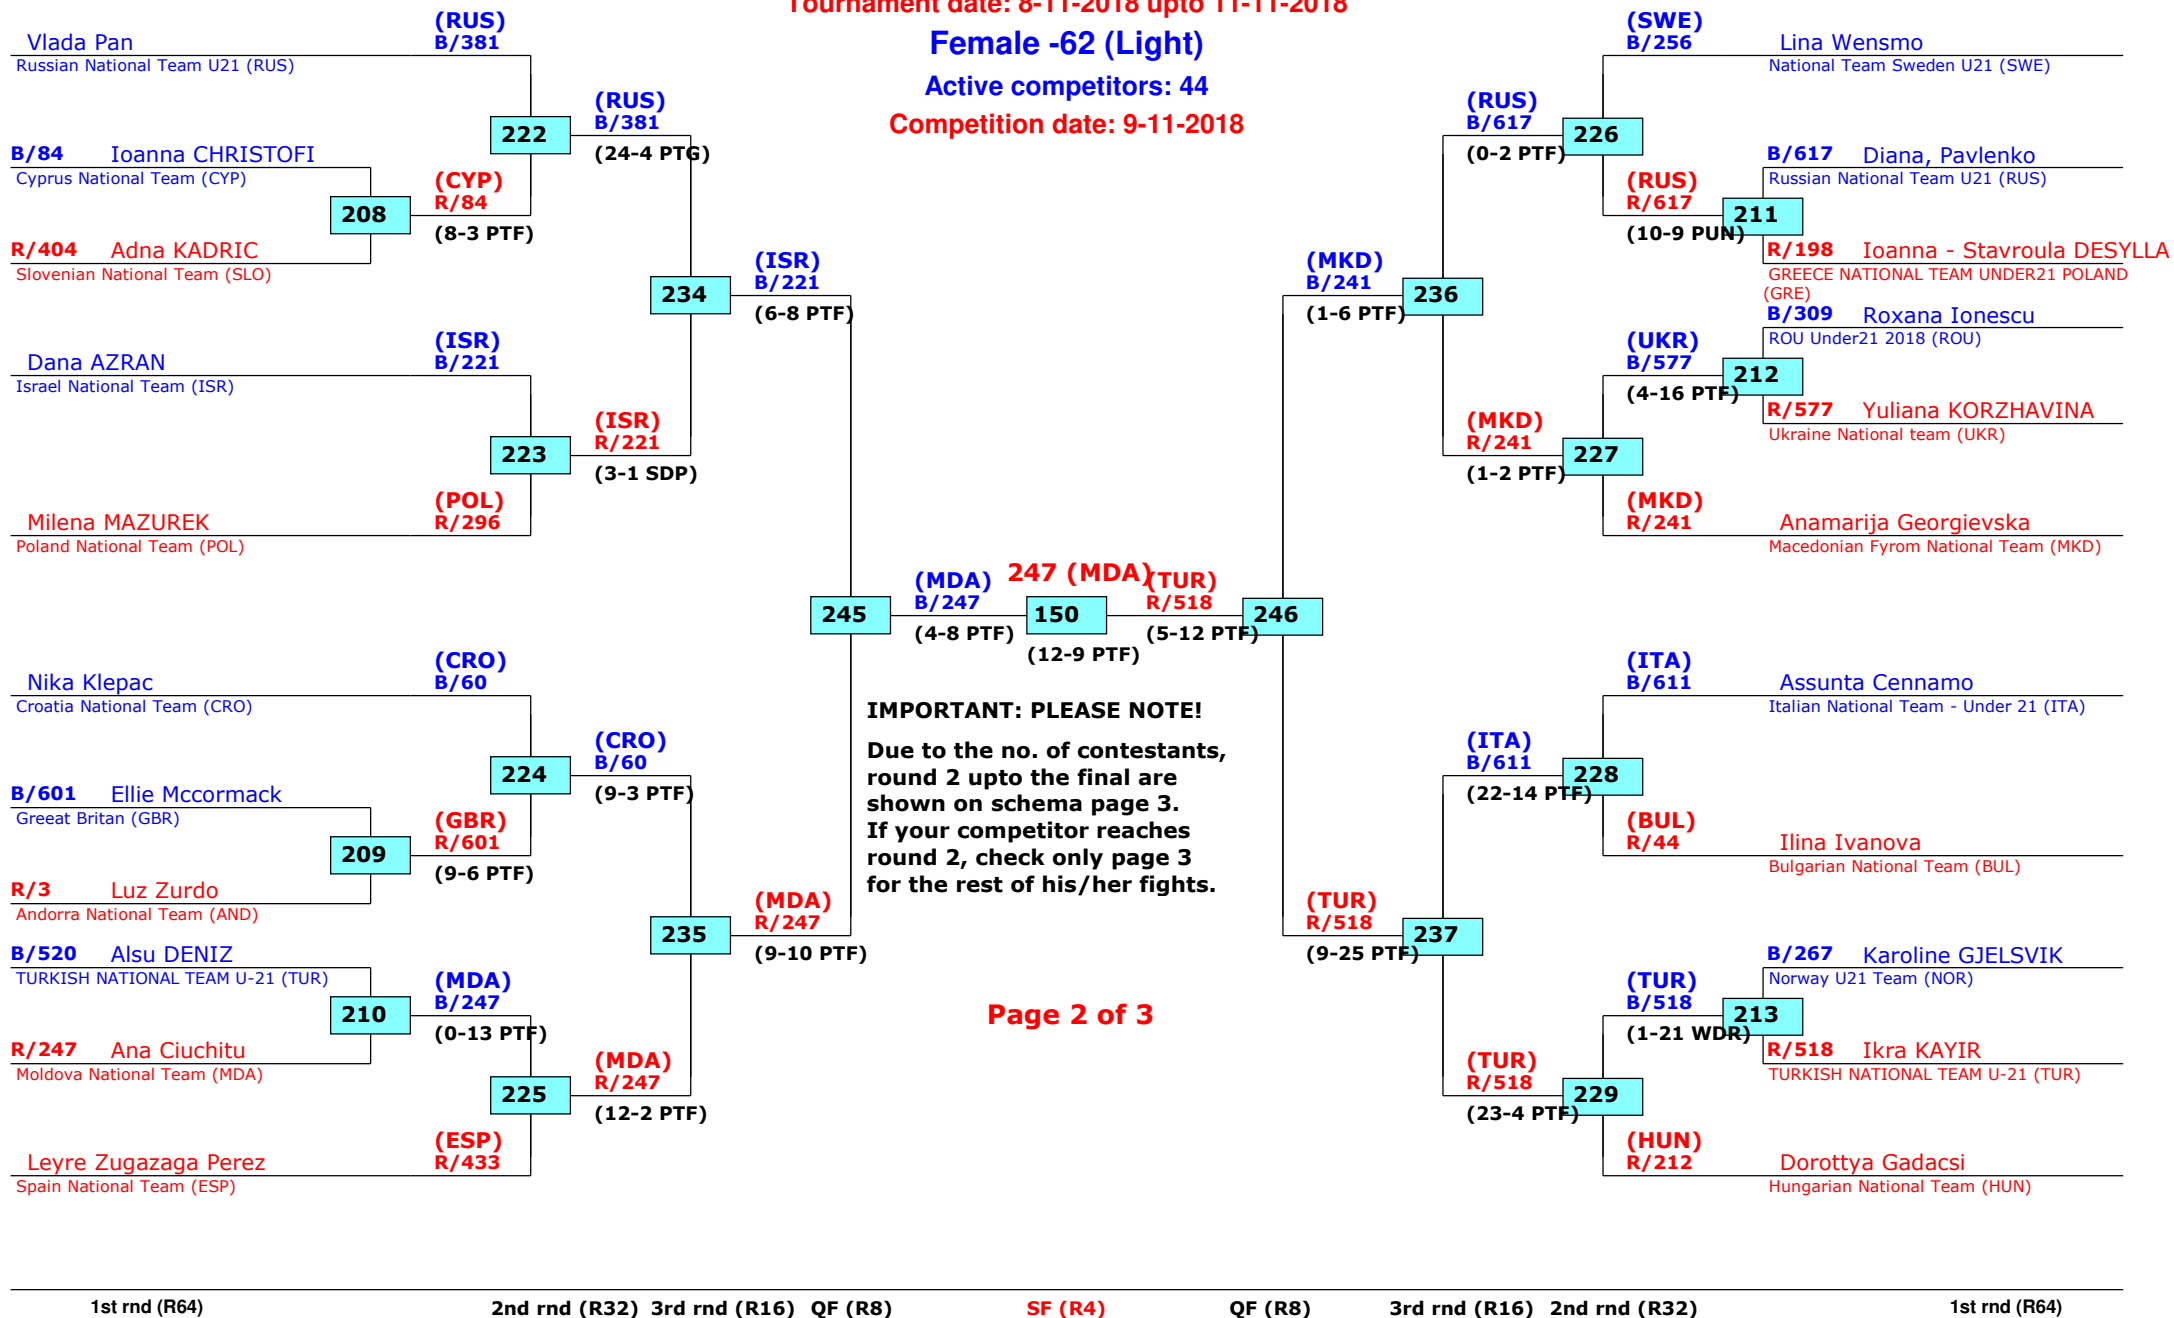 Tournament date: 8-11-2018 upto 11-11-2018
Female -62 (Light)
Active competitors: 44
Competition date: 9-11-2018
Vlada Pan
Russian National Team U21 (RUS)
(RUS)
B/381
B/84 Ioanna CHRISTOFI
Cyprus National Team (CYP)
208
R/404 Adna KADRIC
Slovenian National Team (SLO)
(CYP)
R/84
(8-3 PTF)
222
(RUS)
B/381
(24-4 PTG)
Dana AZRAN
Israel National Team (ISR)
(ISR)
B/221
223
Milena MAZUREK
Poland National Team (POL)
(POL)
R/296
(ISR)
R/221
(3-1 SDP)
234
(ISR)
B/221
(6-8 PTF)
Nika Klepac
Croatia National Team (CRO)
(CRO)
B/60
B/601 Ellie Mccormack
Greeat Britan (GBR)
209
R/3 Luz Zurdo
Andorra National Team (AND)
(GBR)
R/601
(9-6 PTF)
224
(CRO)
B/60
(9-3 PTF)
B/520 Alsu DENIZ
TURKISH NATIONAL TEAM U-21 (TUR)
210
R/247 Ana Ciuchitu
Moldova National Team (MDA)
(MDA)
B/247
(0-13 PTF)
225
Leyre Zugazaga Perez
Spain National Team (ESP)
(ESP)
R/433
(MDA)
R/247
(12-2 PTF)
235
(MDA)
R/247
(9-10 PTF)
245
(MDA)
B/247
(4-8 PTF)
247 (MDA)
150
(12-9 PTF)
(TUR)
R/518
(5-12 PTF)
246
IMPORTANT: PLEASE NOTE!
Due to the no. of contestants,
round 2 upto the final are
shown on schema page 3.
If your competitor reaches
round 2, check only page 3
for the rest of his/her fights.
Page 2 of 3
(SWE)
B/256
Lina Wensmo
National Team Sweden U21 (SWE)
(RUS)
B/617
(0-2 PTF)
226
B/617 Diana, Pavlenko
Russian National Team U21 (RUS)
(RUS)
R/617
(10-9 PUN)
211
R/198 Ioanna - Stavroula DESYLLA
GREECE NATIONAL TEAM UNDER21 POLAND
(GRE)
(MKD)
B/241
(1-6 PTF)
236
B/309 Roxana Ionescu
ROU Under21 2018 (ROU)
(UKR)
B/577
(4-16 PTF)
212
R/577 Yuliana KORZHAVINA
Ukraine National team (UKR)
(MKD)
R/241
(1-2 PTF)
227
(MKD)
R/241
Anamarija Georgievska
Macedonian Fyrom National Team (MKD)
(ITA)
B/611
Assunta Cennamo
Italian National Team - Under 21 (ITA)
(ITA)
B/611
(22-14 PTF)
228
(BUL)
R/44
Ilina Ivanova
Bulgarian National Team (BUL)
(TUR)
R/518
(9-25 PTF)
237
B/267 Karoline GJELSVIK
Norway U21 Team (NOR)
(TUR)
B/518
(1-21 WDR)
213
R/518 Ikra KAYIR
TURKISH NATIONAL TEAM U-21 (TUR)
(TUR)
R/518
(23-4 PTF)
229
(HUN)
R/212
Dorottya Gadacsi
Hungarian National Team (HUN)
1st rnd (R64) 2nd rnd (R32) 3rd rnd (R16) QF (R8) SF (R4) QF (R8) 3rd rnd (R16) 2nd rnd (R32) 1st rnd (R64)